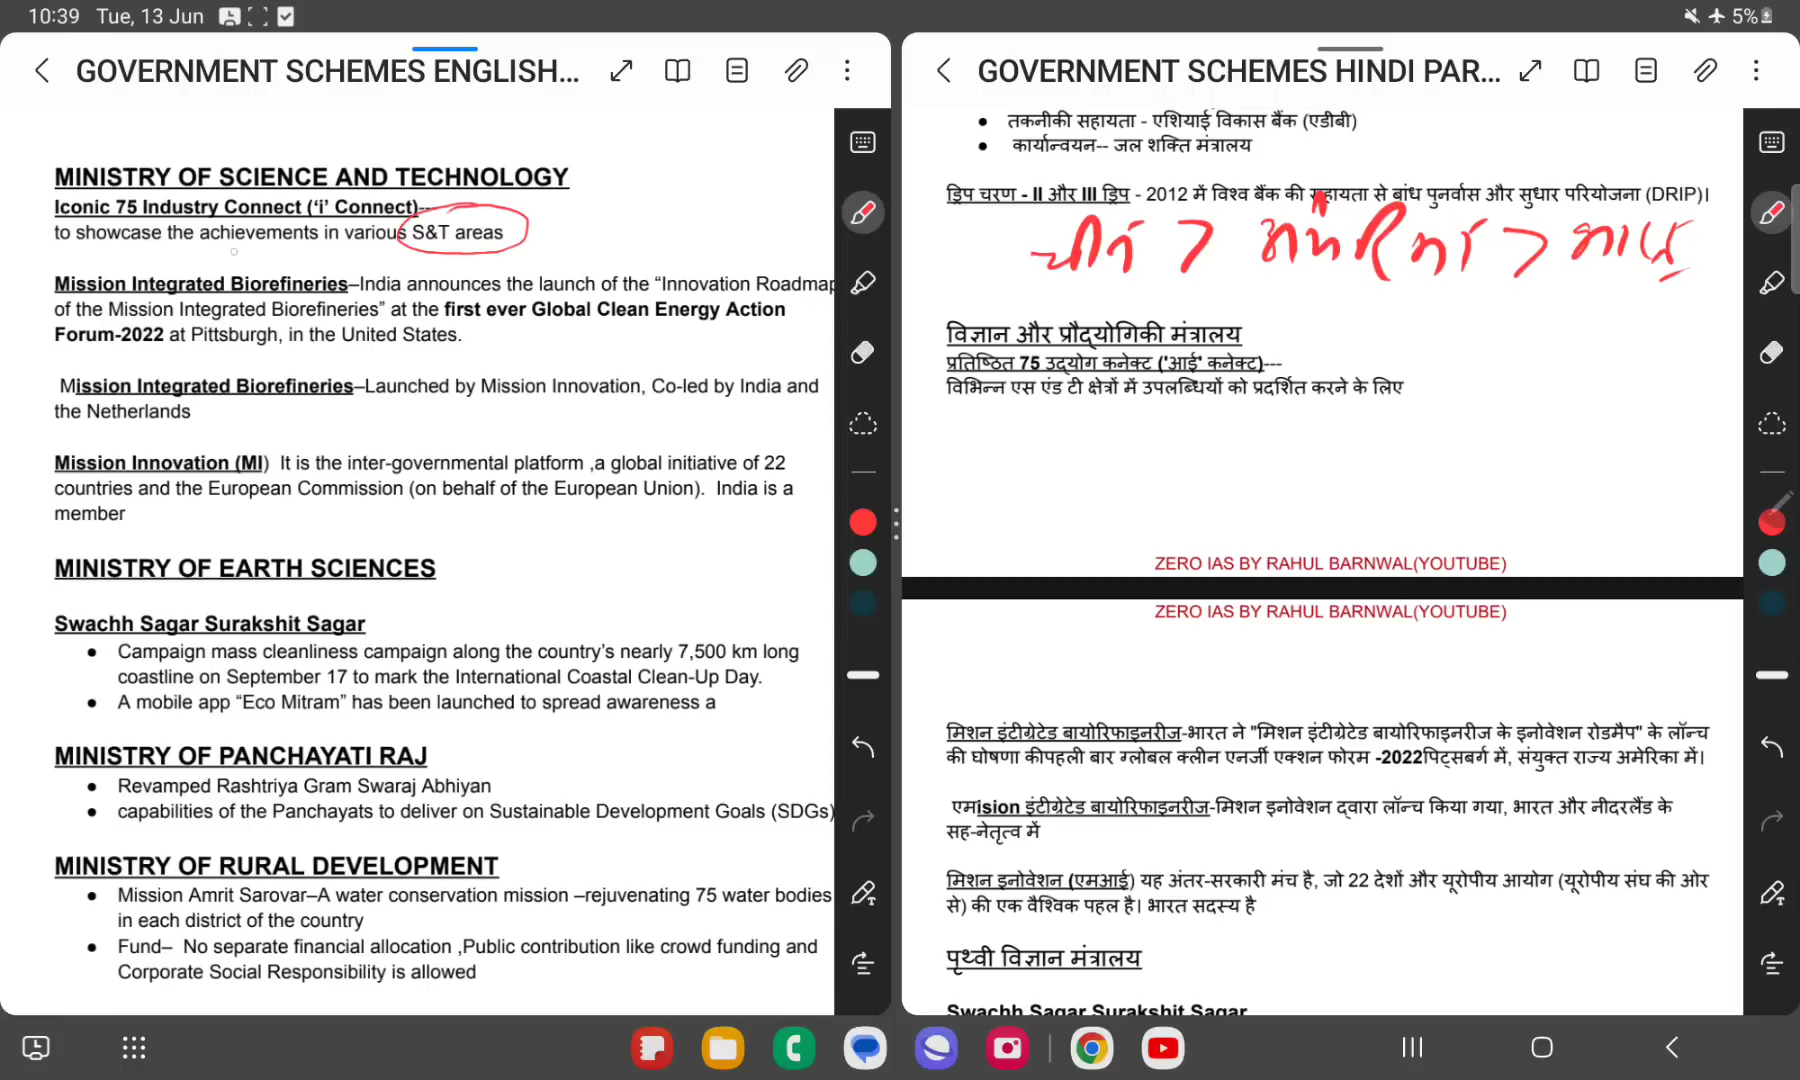 10:39 Tue, 13 Jun
5%
GOVERNMENT SCHEMES ENGLISH...
MINISTRY OF SCIENCE AND TECHNOLOGY
Iconic 75 Industry Connect (‘i’ Connect)--
to showcase the achievements in various S&T areas
Mission Integrated Biorefineries–India announces the launch of the “Innovation Roadmap
of the Mission Integrated Biorefineries” at the first ever Global Clean Energy Action
Forum-2022 at Pittsburgh, in the United States.
Mission Integrated Biorefineries–Launched by Mission Innovation, Co-led by India and
the Netherlands
Mission Innovation (MI) It is the inter-governmental platform ,a global initiative of 22
countries and the European Commission (on behalf of the European Union). India is a
member
MINISTRY OF EARTH SCIENCES
Swachh Sagar Surakshit Sagar
● Campaign mass cleanliness campaign along the country’s nearly 7,500 km long
coastline on September 17 to mark the International Coastal Clean-Up Day.
● A mobile app “Eco Mitram” has been launched to spread awareness a
MINISTRY OF PANCHAYATI RAJ
● Revamped Rashtriya Gram Swaraj Abhiyan
● capabilities of the Panchayats to deliver on Sustainable Development Goals (SDGs)
MINISTRY OF RURAL DEVELOPMENT
● Mission Amrit Sarovar–A water conservation mission –rejuvenating 75 water bodies
in each district of the country
● Fund– No separate financial allocation ,Public contribution like crowd funding and
Corporate Social Responsibility is allowed
GOVERNMENT SCHEMES HINDI PAR...
● तकनीकी सहायता - एशियाई विकास बैंक (एडीबी)
● कार्यान्वयन-- जल शक्ति मंत्रालय
ड्रिप चरण - II और III ड्रिप - 2012 में विश्व बैंक की सहायता से बांध पुनर्वास और सुधार परियोजना (DRIP)।
विज्ञान और प्रौद्योगिकी मंत्रालय
प्रतिष्ठित 75 उद्योग कनेक्ट ('आई' कनेक्ट)---
विभिन्न एस एंड टी क्षेत्रों में उपलब्धियों को प्रदर्शित करने के लिए
ZERO IAS BY RAHUL BARNWAL(YOUTUBE)
ZERO IAS BY RAHUL BARNWAL(YOUTUBE)
मिशन इंटीग्रेटेड बायोरिफाइनरीज-भारत ने "मिशन इंटीग्रेटेड बायोरिफाइनरीज के इनोवेशन रोडमैप" के लॉन्च
की घोषणा कीपहली बार ग्लोबल क्लीन एनर्जी एक्शन फोरम -2022पिट्सबर्ग में, संयुक्त राज्य अमेरिका में।
एमision इंटीग्रेटेड बायोरिफाइनरीज-मिशन इनोवेशन द्वारा लॉन्च किया गया, भारत और नीदरलैंड के
सह-नेतृत्व में
मिशन इनोवेशन (एमआई) यह अंतर-सरकारी मंच है, जो 22 देशों और यूरोपीय आयोग (यूरोपीय संघ की ओर
से) की एक वैश्विक पहल है। भारत सदस्य है
पृथ्वी विज्ञान मंत्रालय
Swachh Sagar Surakshit Sagar